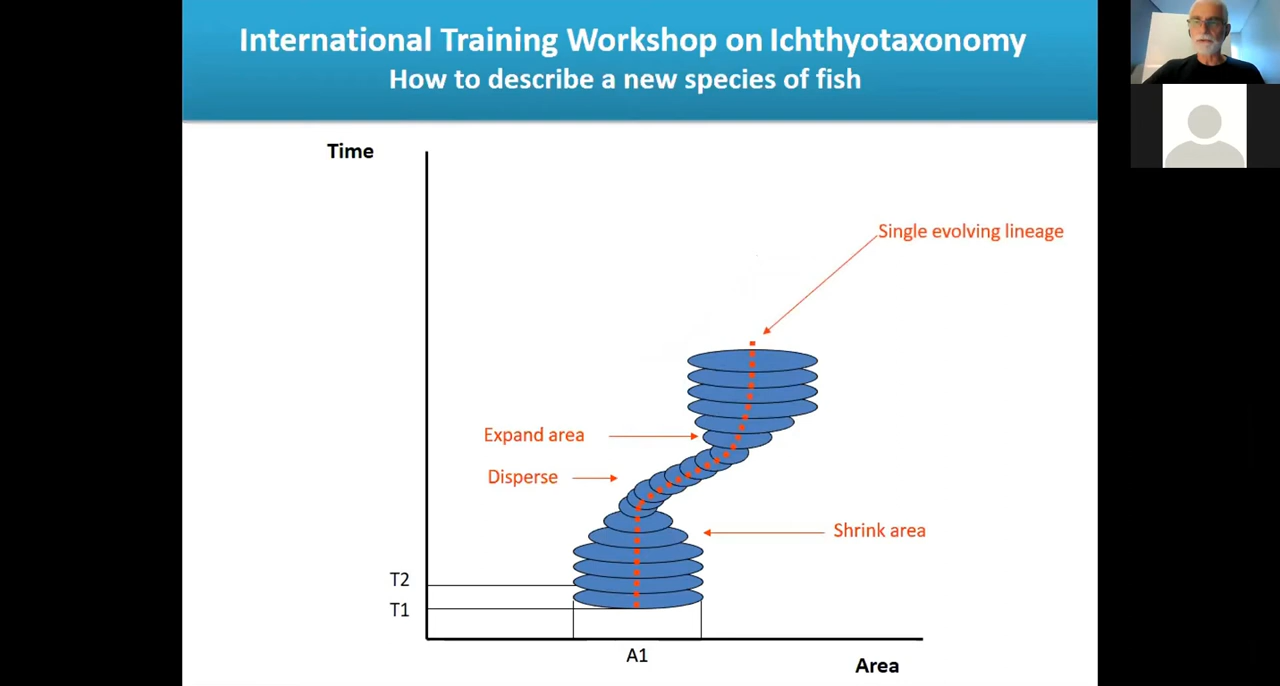 International Training Workshop on Ichthyotaxonomy
How to describe a new species of fish
Time
Single evolving lineage
Expand area
Disperse
Shrink area
T2
T1
A1
Area